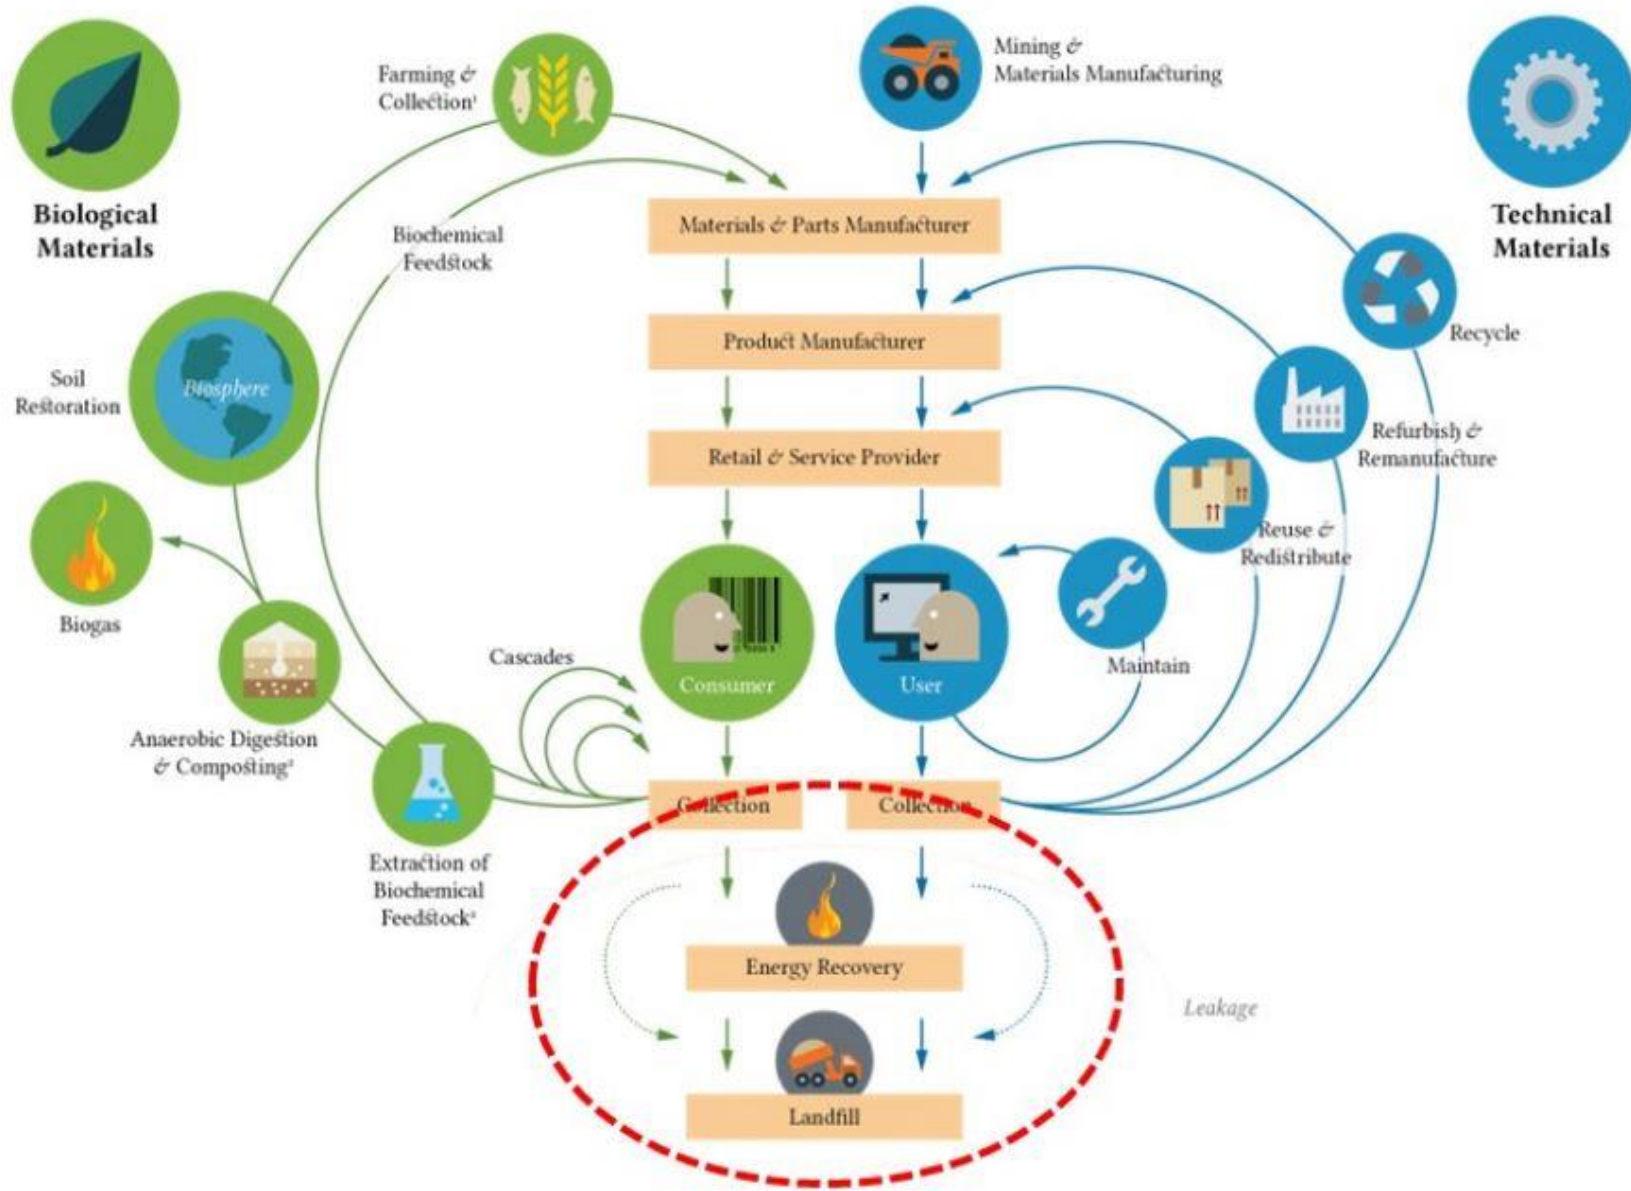 Biological
Materials
Farming &
Collection¹
Mining &
Materials Manufacturing
Technical
Materials
Biochemical
Feedstock
Materials & Parts Manufacturer
Product Manufacturer
Retail & Service Provider
Recycle
Refurbish &
Remanufacture
Reuse &
Redistribute
Maintain
Soil
Restoration
Biosphere
Biogas
Anaerobic Digestion
& Composting²
Cascades
Consumer
User
Extraction of
Biochemical
Feedstock²
Collection
Collection
Energy Recovery
Leakage
Landfill